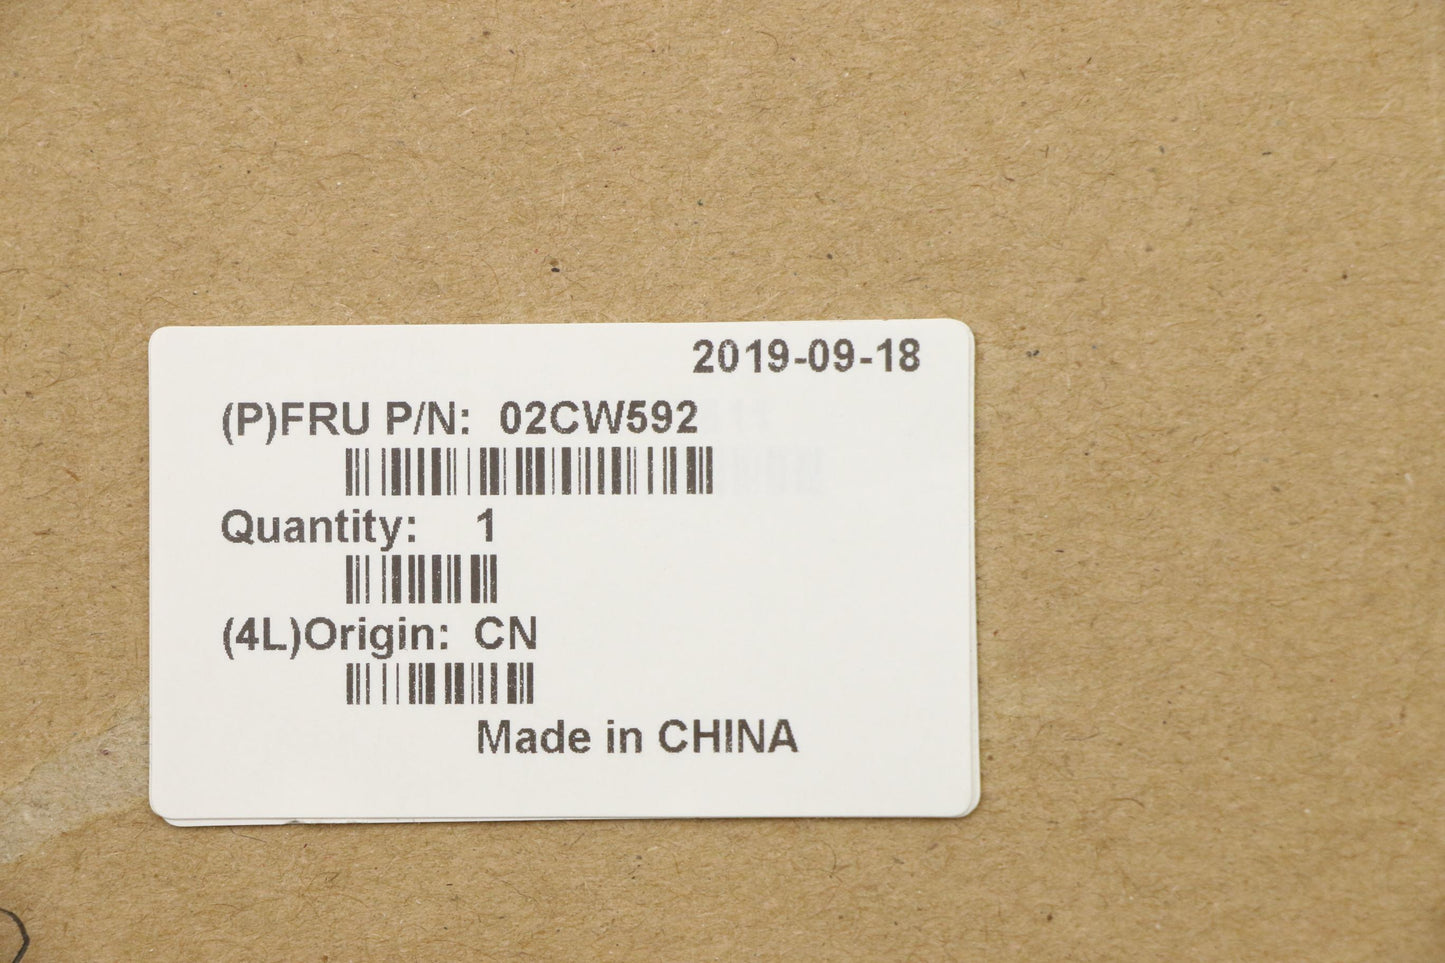 2019-09-18
(P)FRU P/N: 02CW592
Quantity: 1
(4L)Origin: CN
Made in CHINA